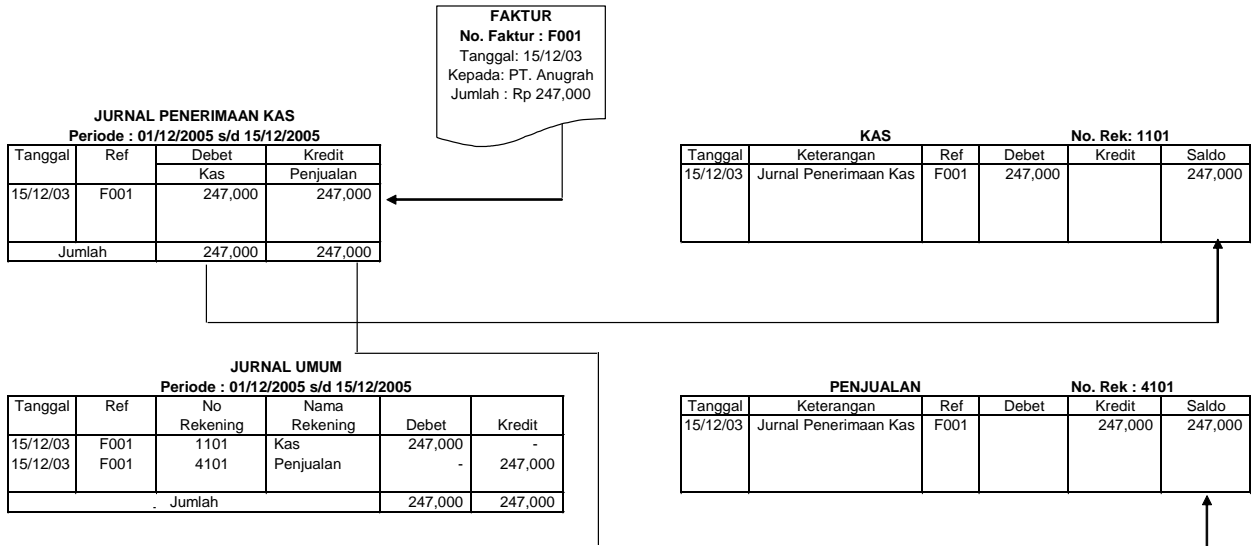 FAKTUR
No. Faktur : F001
Tanggal: 15/12/03
Kepada: PT. Anugrah
Jumlah : Rp 247,000
JURNAL PENERIMAAN KAS
Periode : 01/12/2005 s/d 15/12/2005
Tanggal Ref Debet Kredit
Kas Penjualan
15/12/03 F001 247,000 247,000
Jumlah 247,000 247,000
KAS No. Rek: 1101
Tanggal Keterangan Ref Debet Kredit Saldo
15/12/03 Jurnal Penerimaan Kas F001 247,000 247,000
JURNAL UMUM
Periode : 01/12/2005 s/d 15/12/2005
Tanggal Ref No Nama
Rekening Rekening Debet Kredit
15/12/03 F001 1101 Kas 247,000 -
15/12/03 F001 4101 Penjualan - 247,000
Jumlah 247,000 247,000
PENJUALAN No. Rek : 4101
Tanggal Keterangan Ref Debet Kredit Saldo
15/12/03 Jurnal Penerimaan Kas F001 247,000 247,000